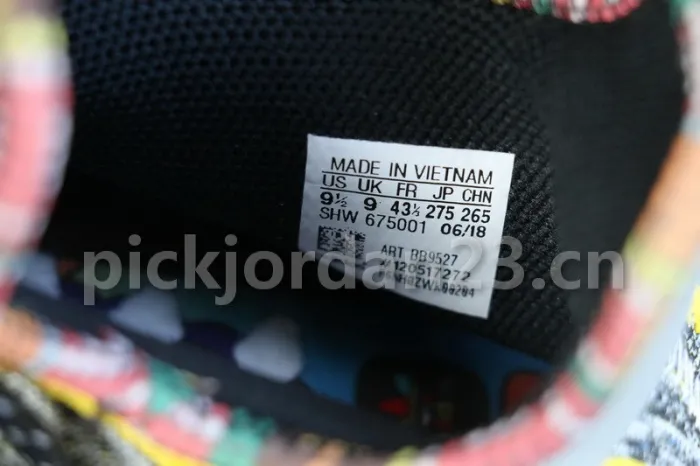 MADE IN VIETNAM
US UK FR JP CHN
9½ 9 43⅓ 275 265
SHW 675001 06/18
ART BB9527
pickjordan23.cn